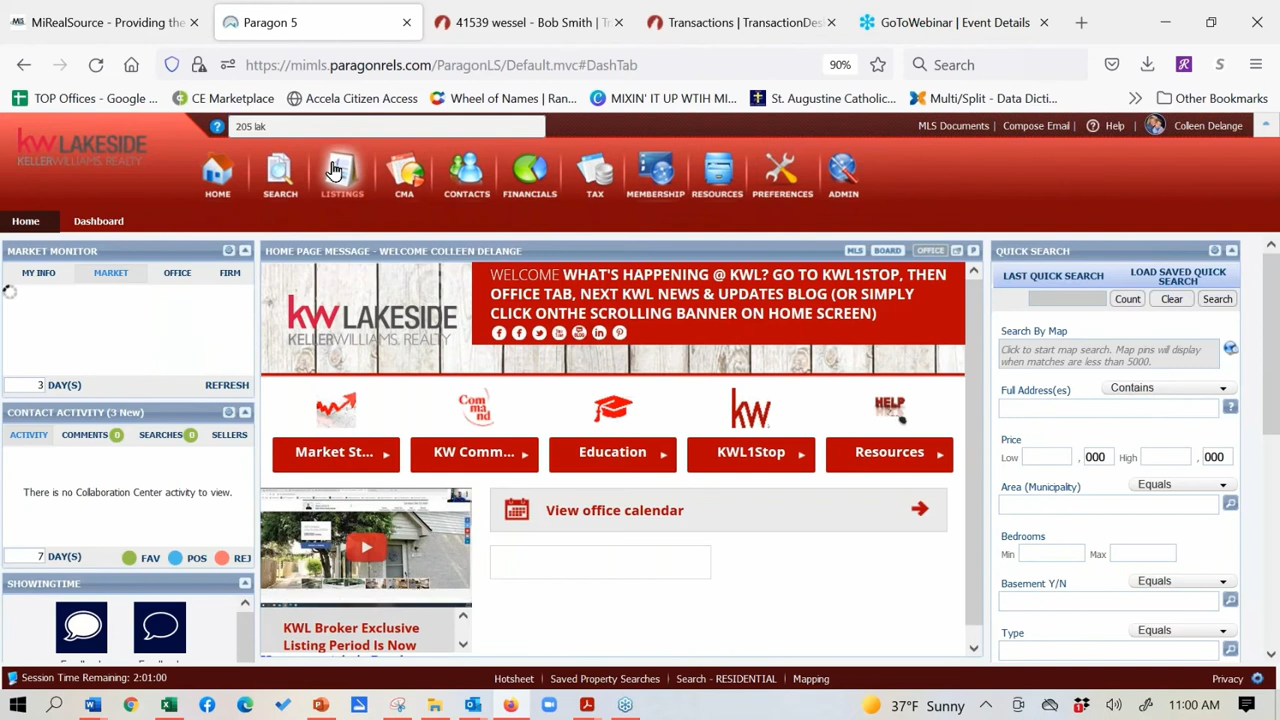 MiRealSource - Providing the
Paragon 5
41539 wessel - Bob Smith | Tr
Transactions | TransactionDes
GoToWebinar | Event Details
https://mimls.paragonrels.com/ParagonLS/Default.mvc#DashTab
90%
Search
TOP Offices - Google ...
CE Marketplace
Accela Citizen Access
Wheel of Names | Ran...
MIXIN' IT UP WTIH MI...
St. Augustine Catholic...
Multi/Split - Data Dicti...
Other Bookmarks
kw LAKESIDE
KELLERWILLIAMS. REALTY
205 lak
MLS Documents
Compose Email
Help
Colleen Delange
HOME
SEARCH
LISTINGS
CMA
CONTACTS
FINANCIALS
TAX
MEMBERSHIP
RESOURCES
PREFERENCES
ADMIN
Home
Dashboard
MARKET MONITOR
MY INFO
MARKET
OFFICE
FIRM
3 DAY(S)
REFRESH
CONTACT ACTIVITY (3 New)
ACTIVITY
COMMENTS 0
SEARCHES 0
SELLERS
There is no Collaboration Center activity to view.
7 DAY(S)
FAV
POS
REJ
SHOWINGTIME
HOME PAGE MESSAGE - WELCOME COLLEEN DELANGE
MLS
BOARD
OFFICE
P
kw LAKESIDE
KELLERWILLIAMS. REALTY
WELCOME WHAT'S HAPPENING @ KWL? GO TO KWL1STOP, THEN
OFFICE TAB, NEXT KWL NEWS & UPDATES BLOG (OR SIMPLY
CLICK ONTHE SCROLLING BANNER ON HOME SCREEN)
Com
ma
nd
kw
HELP
Market St...
KW Comm...
Education
KWL1Stop
Resources
View office calendar
KWL Broker Exclusive
Listing Period Is Now
QUICK SEARCH
LAST QUICK SEARCH
LOAD SAVED QUICK
SEARCH
Count
Clear
Search
Search By Map
Click to start map search. Map pins will display
when matches are less than 5000.
Full Address(es)
Contains
Price
Low
, 000
High
, 000
Area (Municipality)
Equals
Bedrooms
Min
Max
Basement Y/N
Equals
Type
Equals
Session Time Remaining: 2:01:00
Hotsheet
Saved Property Searches
Search - RESIDENTIAL
Mapping
Privacy
37°F Sunny
11:00 AM